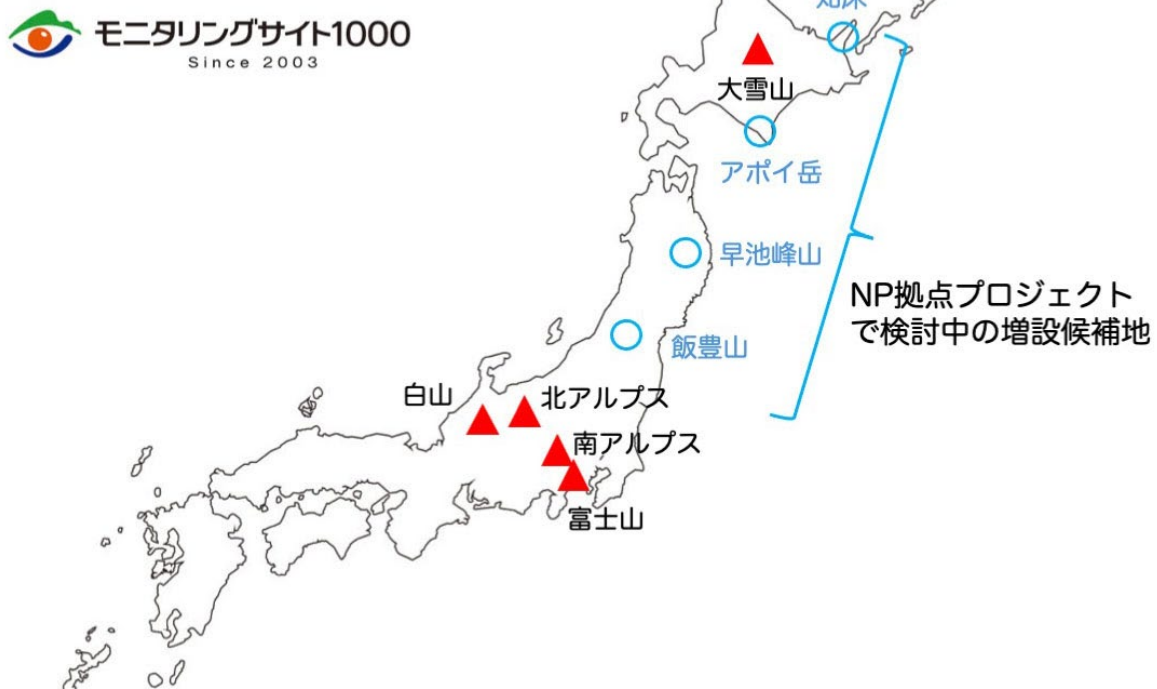 モニタリングサイト1000
Since 2003
知床
大雪山
アポイ岳
早池峰山
NP拠点プロジェクト
で検討中の増設候補地
飯豊山
白山
北アルプス
南アルプス
富士山